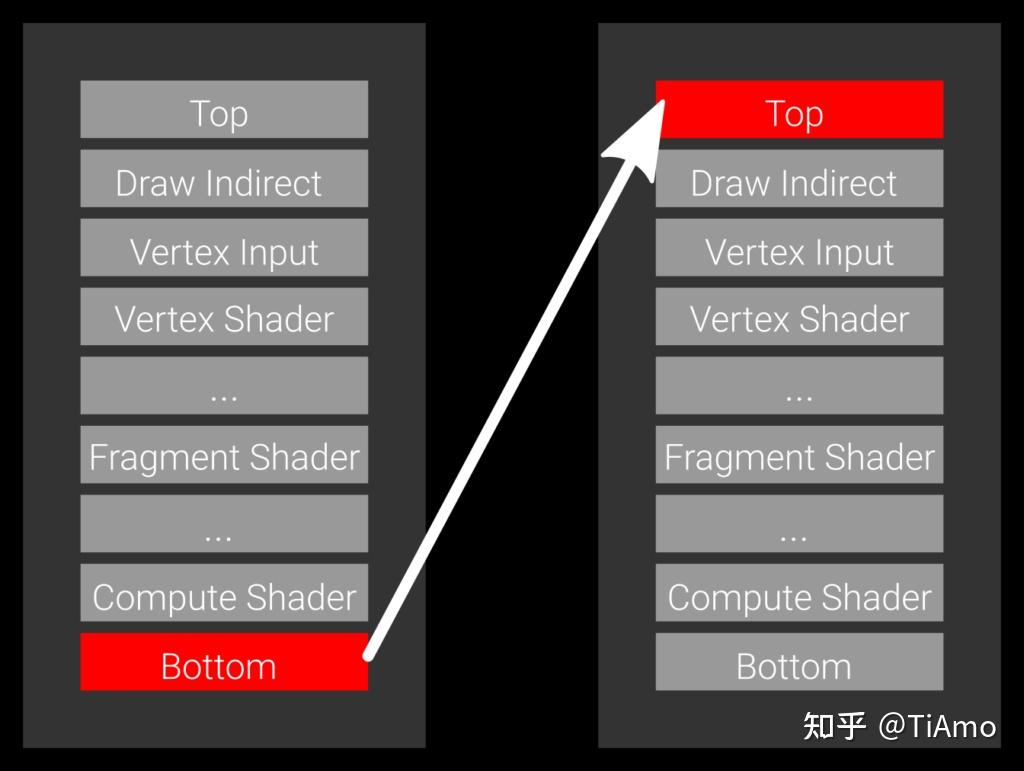 Top
Draw Indirect
Vertex Input
Vertex Shader
...
Fragment Shader
...
Compute Shader
Bottom
Top
Draw Indirect
Vertex Input
Vertex Shader
...
Fragment Shader
...
Compute Shader
Bottom
知乎 @TiAmo